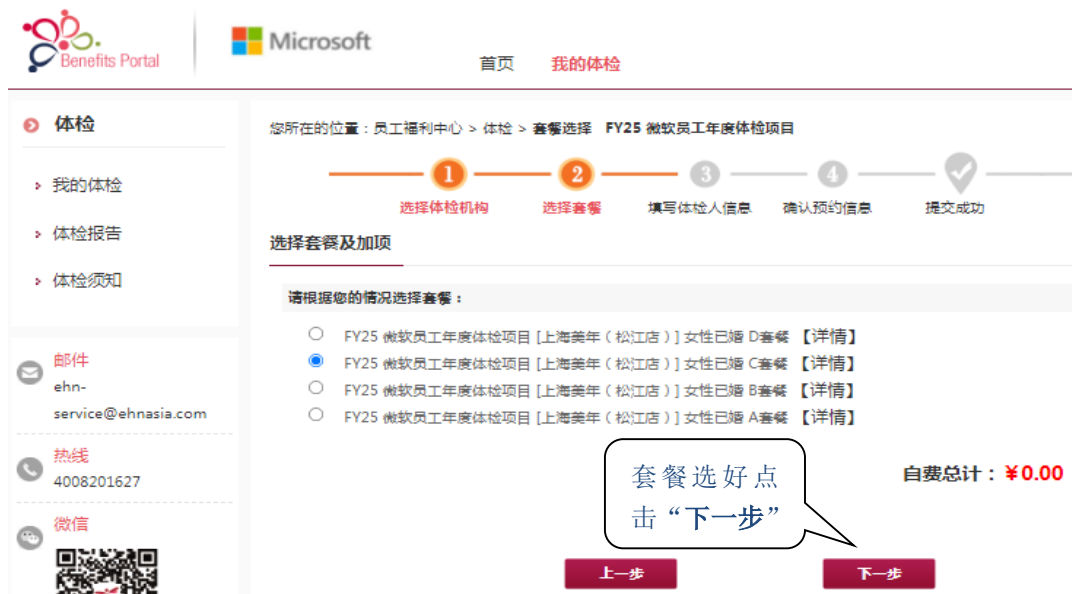 Benefits Portal
Microsoft
首页 我的体检
体检
我的体检
体检报告
体检须知
邮件
ehn-
service@ehnasia.com
热线
4008201627
微信
您所在的位置：员工福利中心 > 体检 > 套餐选择 FY25 微软员工年度体检项目
1 2 3 4
选择体检机构 选择套餐 填写体检人信息 确认预约信息 提交成功
选择套餐及加项
请根据您的情况选择套餐：
FY25 微软员工年度体检项目 [上海美年（松江店）] 女性已婚 D套餐 【详情】
FY25 微软员工年度体检项目 [上海美年（松江店）] 女性已婚 C套餐 【详情】
FY25 微软员工年度体检项目 [上海美年（松江店）] 女性已婚 B套餐 【详情】
FY25 微软员工年度体检项目 [上海美年（松江店）] 女性已婚 A套餐 【详情】
自费总计：￥0.00
套餐选好点
击“下一步”
上一步 下一步